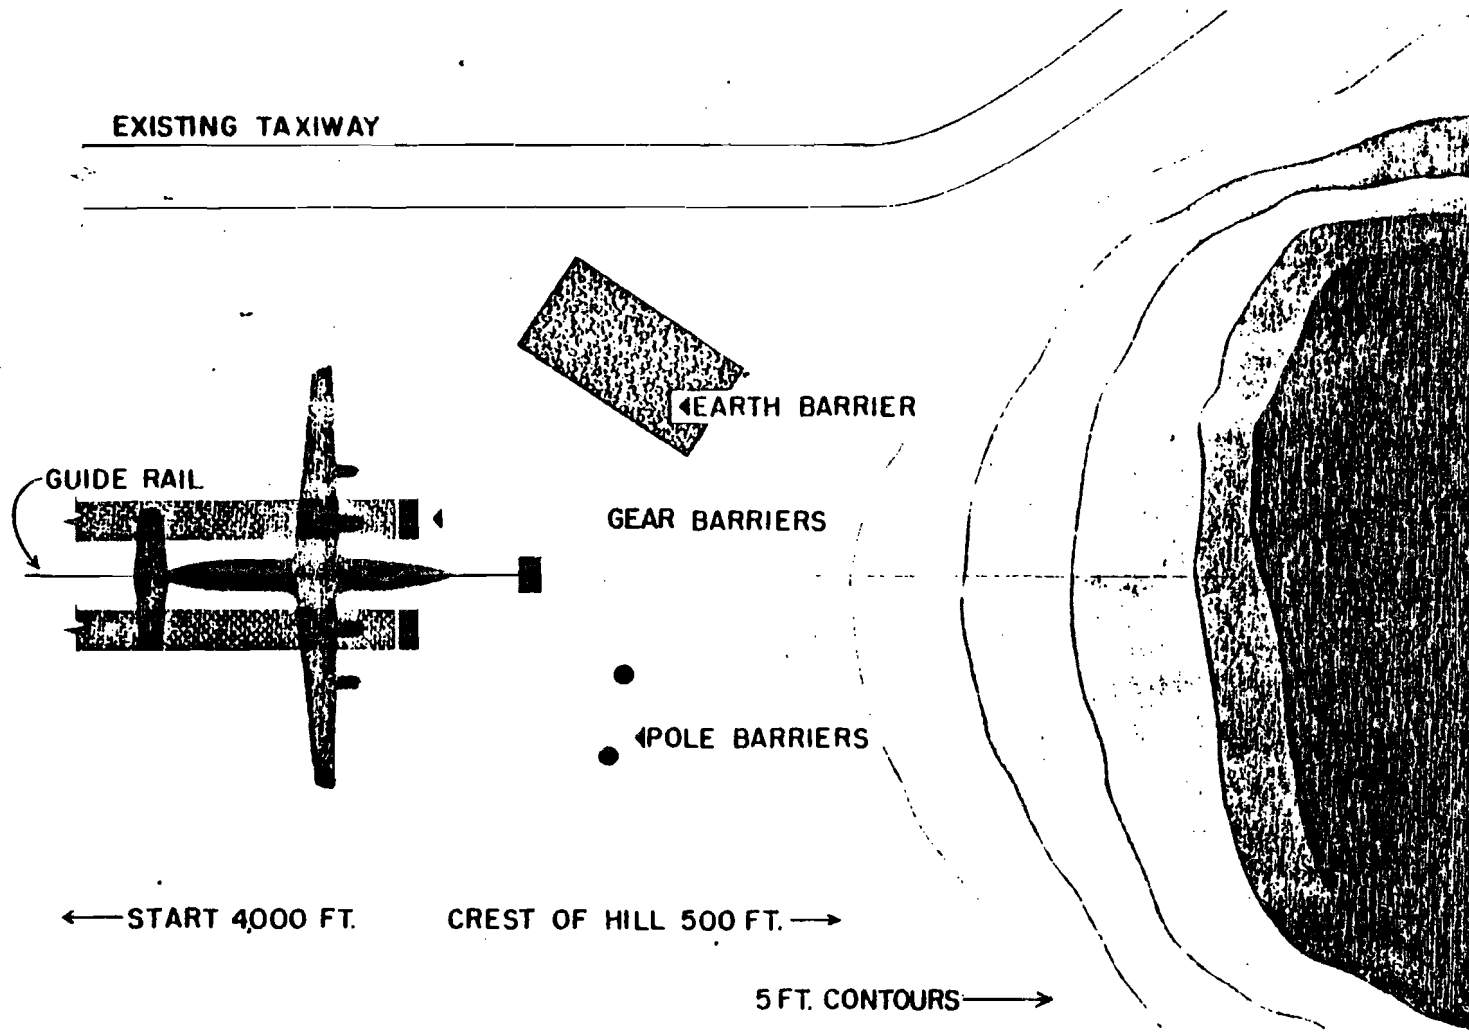 EXISTING TAXIWAY
EARTH BARRIER
GUIDE RAIL
GEAR BARRIERS
POLE BARRIERS
START 4,000 FT.
CREST OF HILL 500 FT.
5 FT. CONTOURS